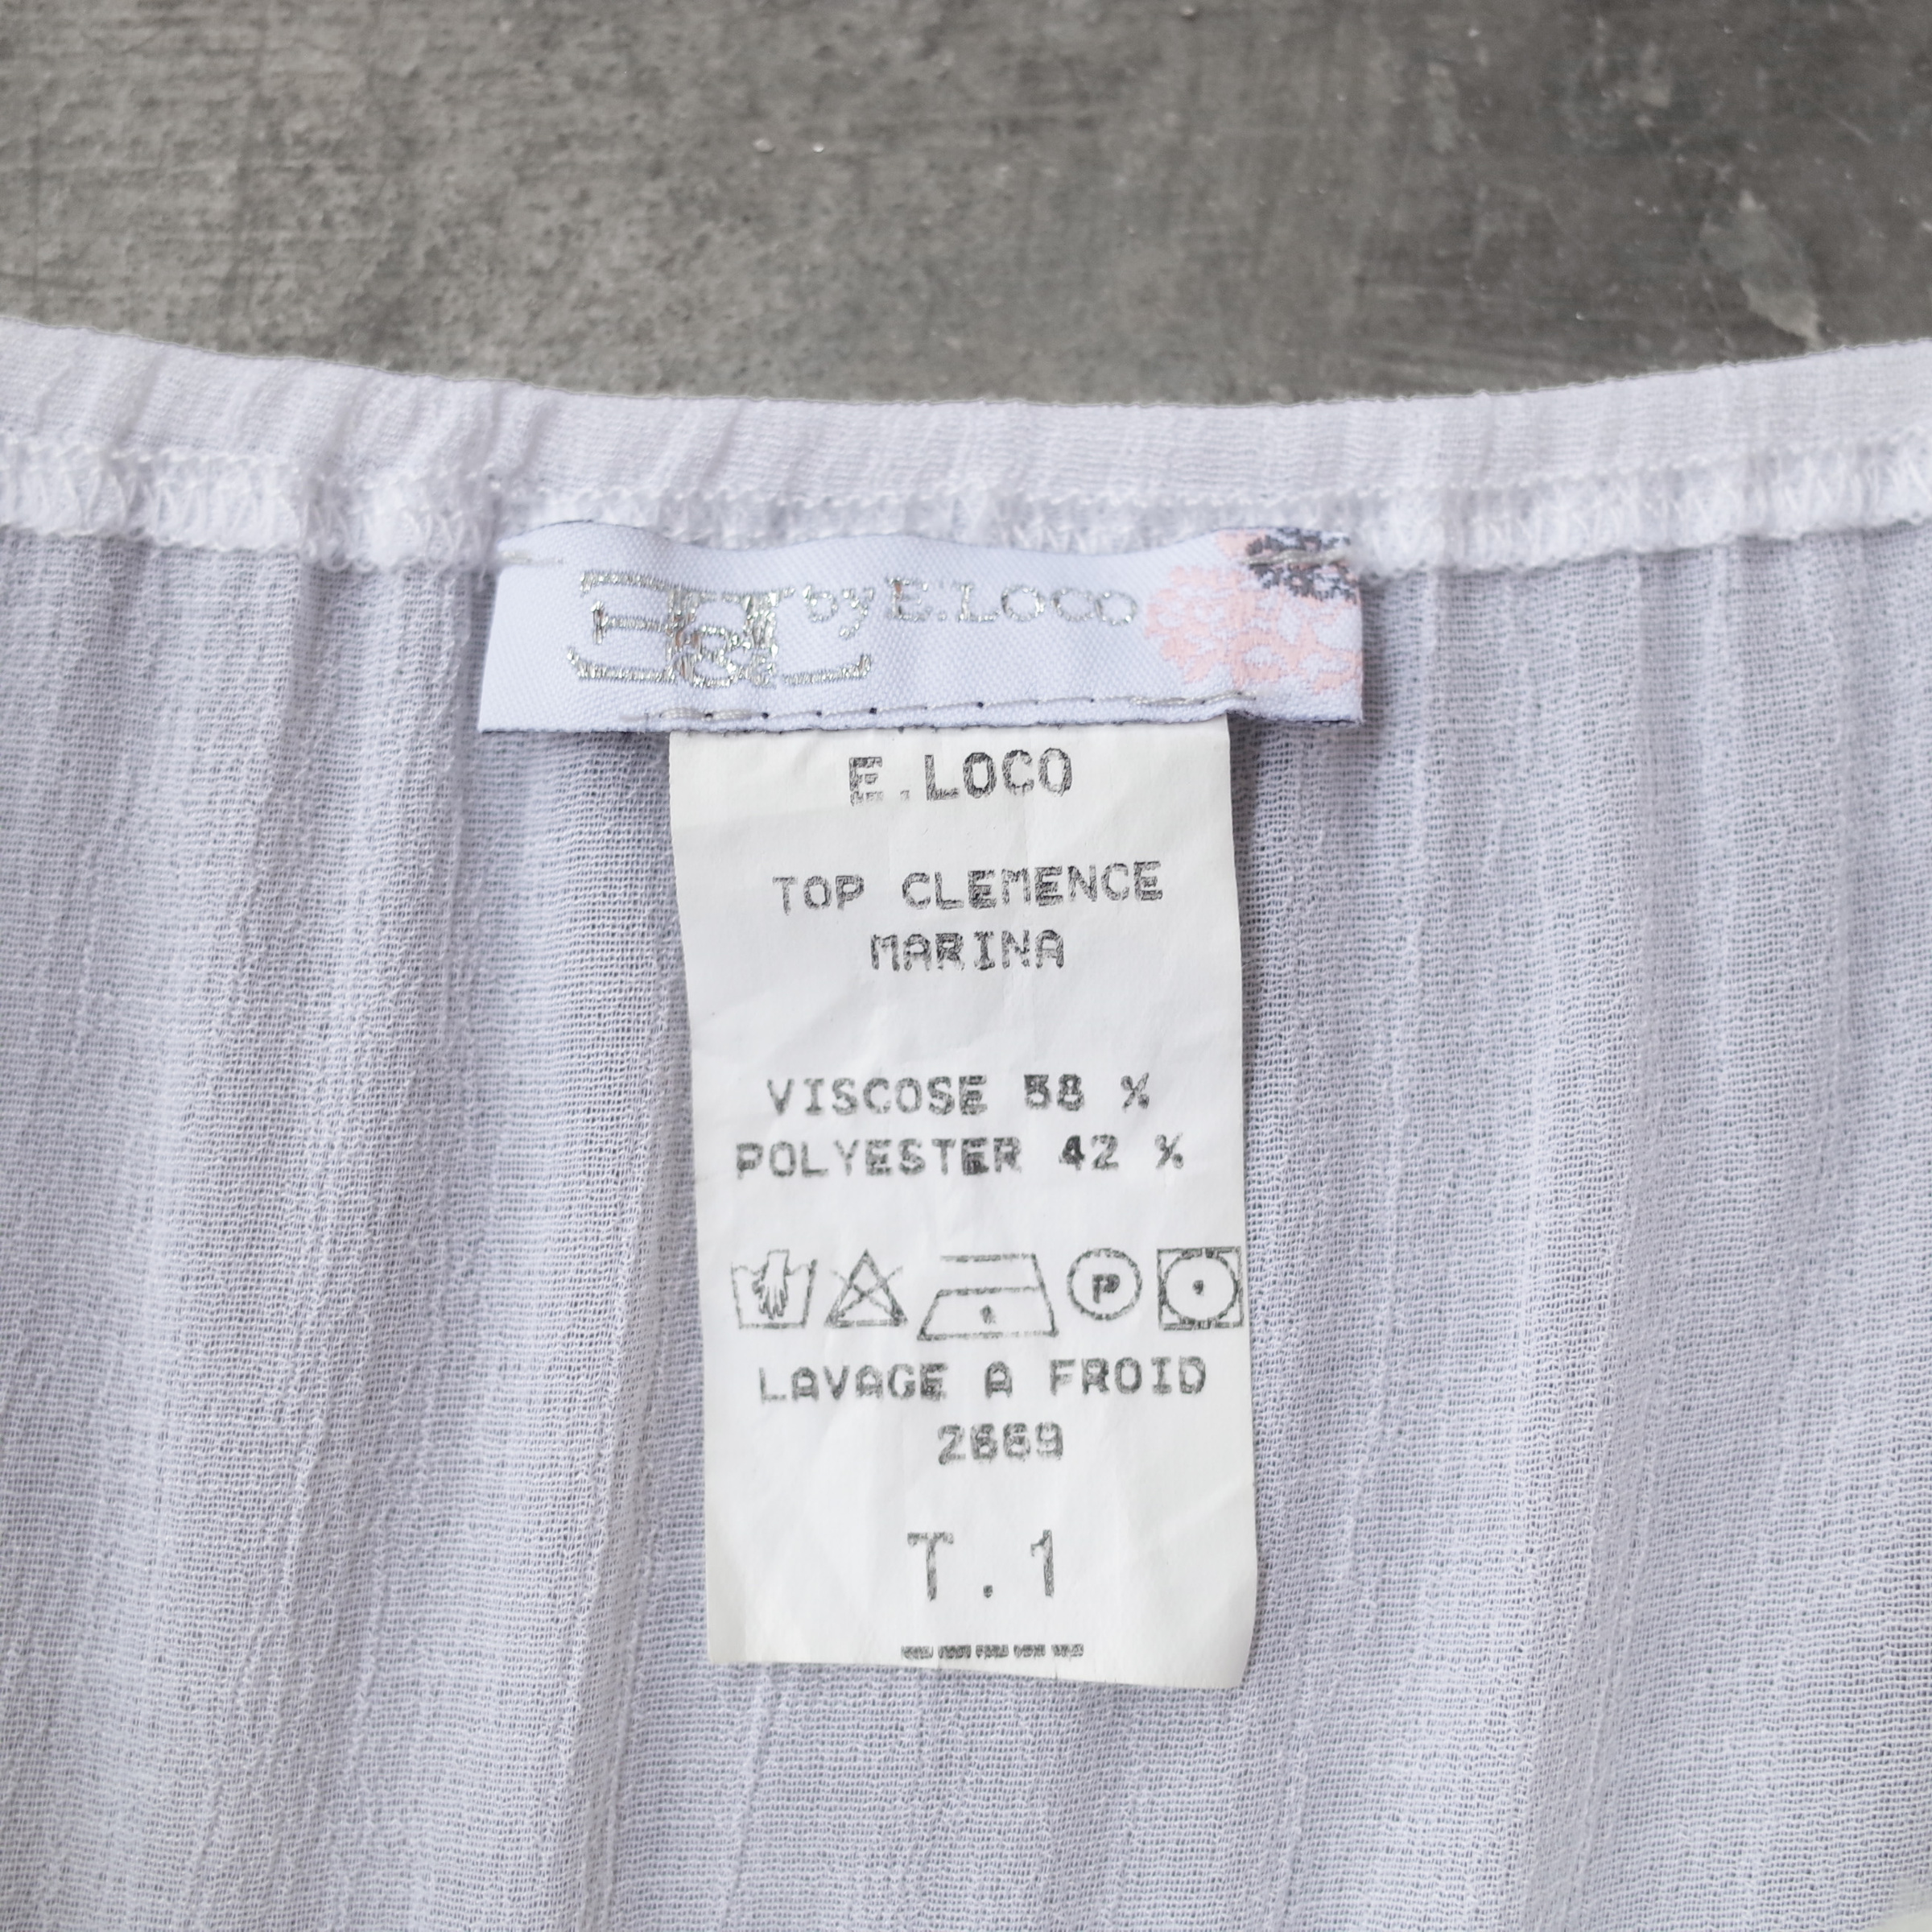 E&L by E.LOCO
E.LOCO
TOP CLEMENCE
MARINA
VISCOSE 58 %
POLYESTER 42 %
P
LAVAGE A FROID
2669
T.1